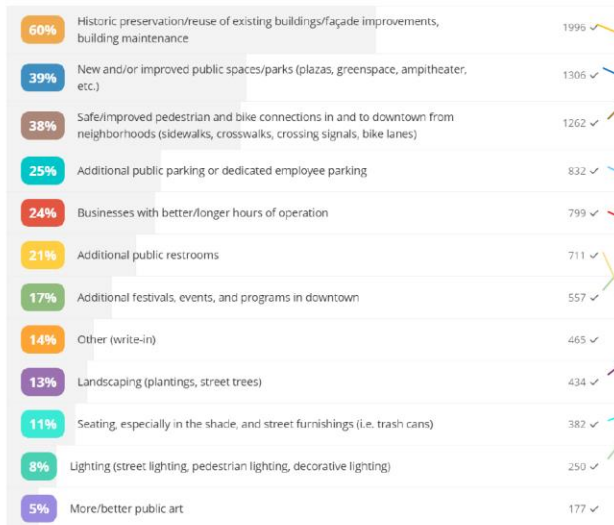 60% Historic preservation/reuse of existing buildings/façade improvements, 1996
building maintenance
39% New and/or improved public spaces/parks (plazas, greenspace, ampitheater, 1306
etc.)
38% Safe/improved pedestrian and bike connections in and to downtown from 1262
neighborhoods (sidewalks, crosswalks, crossing signals, bike lanes)
25% Additional public parking or dedicated employee parking 832
24% Businesses with better/longer hours of operation 799
21% Additional public restrooms 711
17% Additional festivals, events, and programs in downtown 557
14% Other (write-in) 465
13% Landscaping (plantings, street trees) 434
11% Seating, especially in the shade, and street furnishings (i.e. trash cans) 382
8% Lighting (street lighting, pedestrian lighting, decorative lighting) 250
5% More/better public art 177